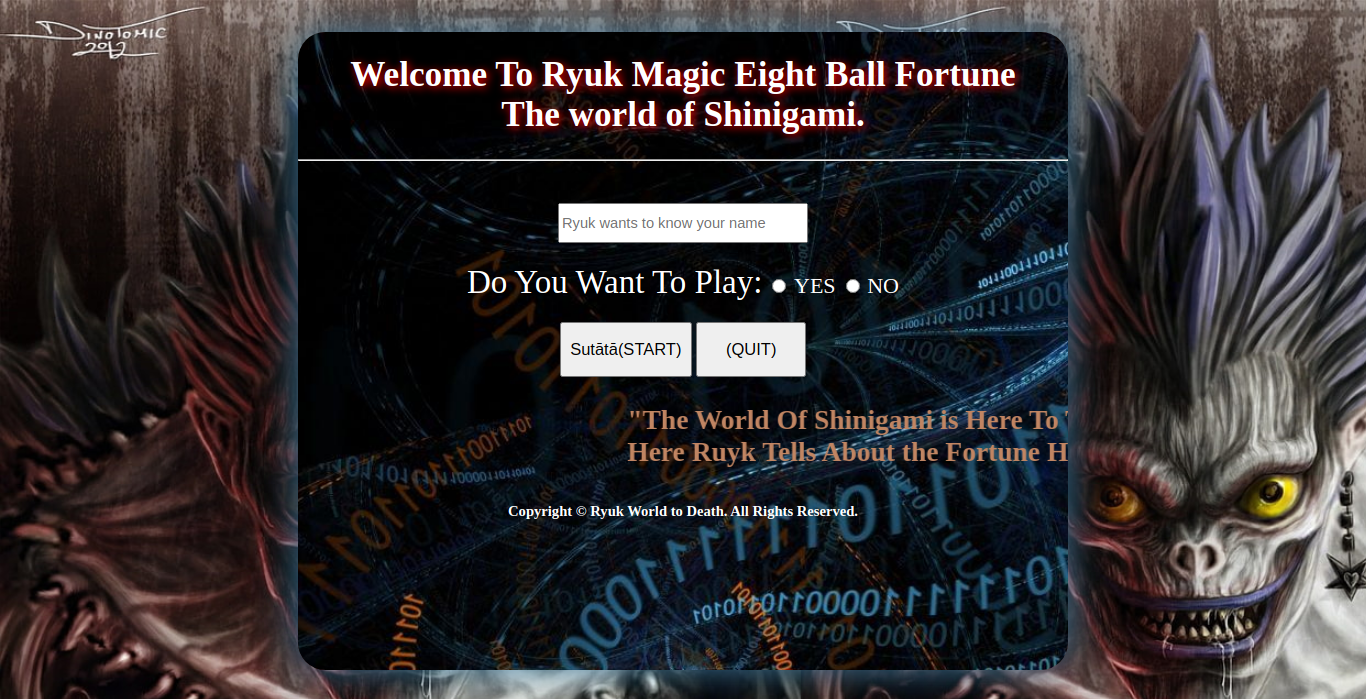 DINOTOMIC
2012
Welcome To Ryuk Magic Eight Ball Fortune
The world of Shinigami.
Ryuk wants to know your name
Do You Want To Play: YES NO
Sutātā(START) (QUIT)
"The World Of Shinigami is Here To
Here Ruyk Tells About the Fortune H
Copyright © Ryuk World to Death. All Rights Reserved.